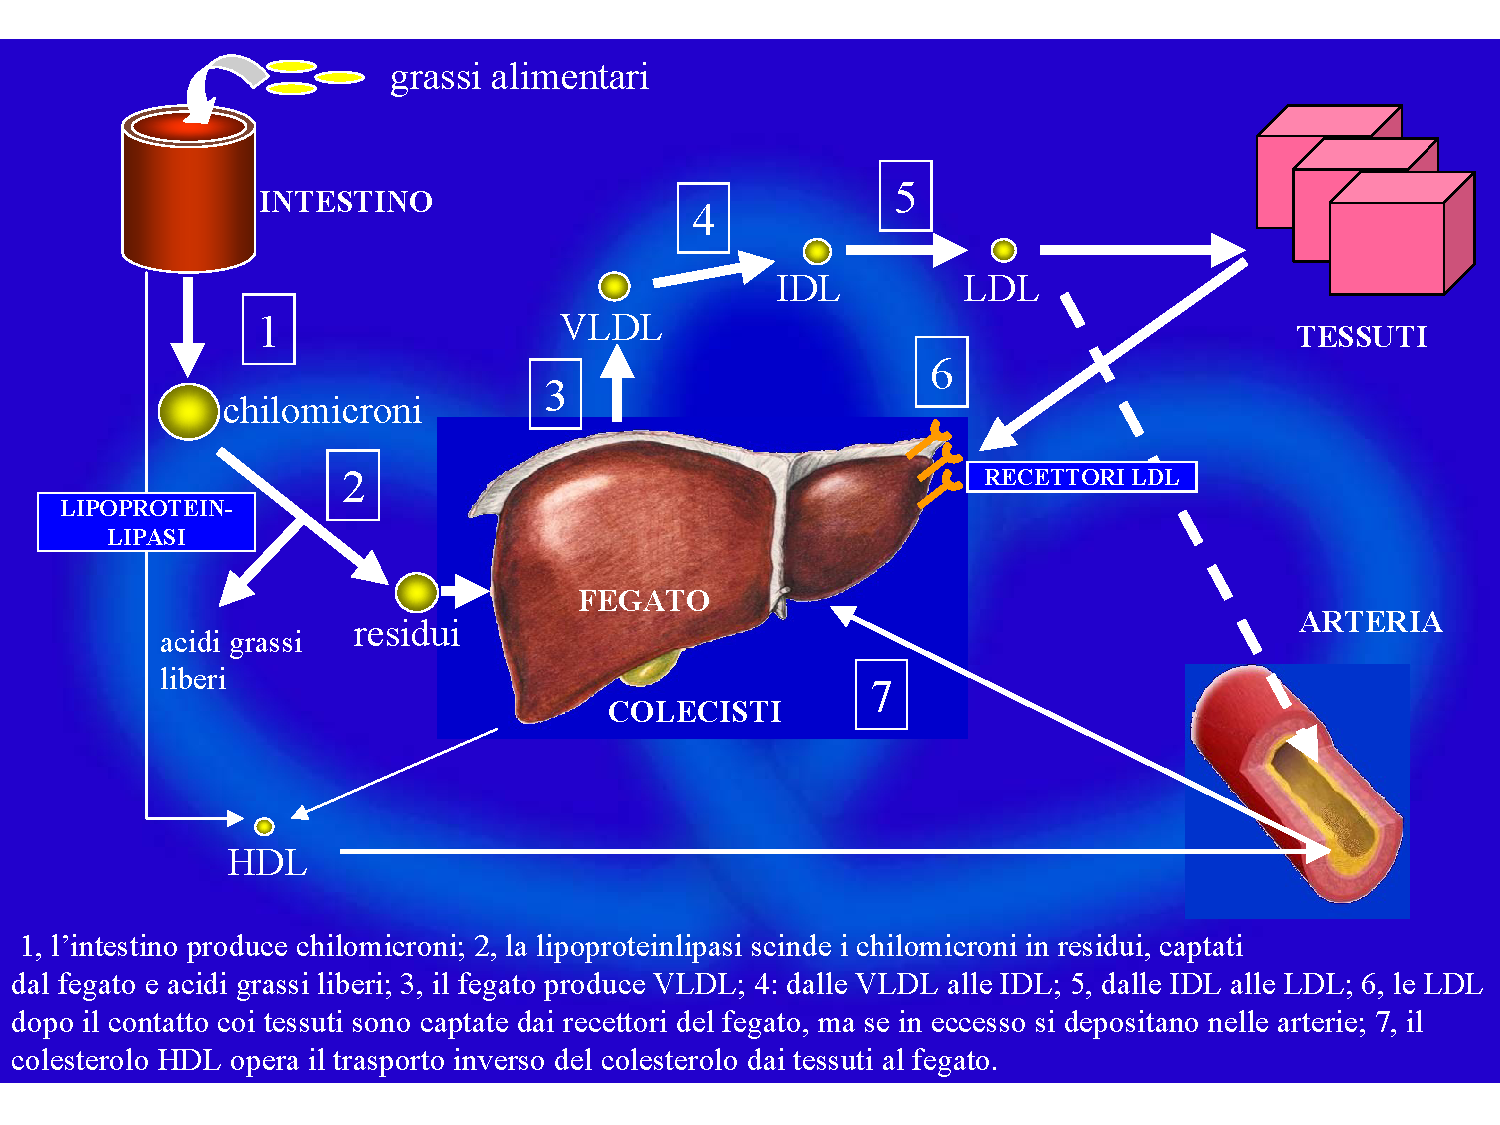 grassi alimentari
INTESTINO
1
chilomicroni
2
LIPOPROTEIN-
LIPASI
acidi grassi
liberi
residui
3
VLDL
4
IDL
5
LDL
TESSUTI
6
RECETTORI LDL
FEGATO
COLECISTI
7
ARTERIA
HDL
1, l’intestino produce chilomicroni; 2, la lipoproteinlipasi scinde i chilomicroni in residui, captati
dal fegato e acidi grassi liberi; 3, il fegato produce VLDL; 4: dalle VLDL alle IDL; 5, dalle IDL alle LDL; 6, le LDL
dopo il contatto coi tessuti sono captate dai recettori del fegato, ma se in eccesso si depositano nelle arterie; 7, il
colesterolo HDL opera il trasporto inverso del colesterolo dai tessuti al fegato.